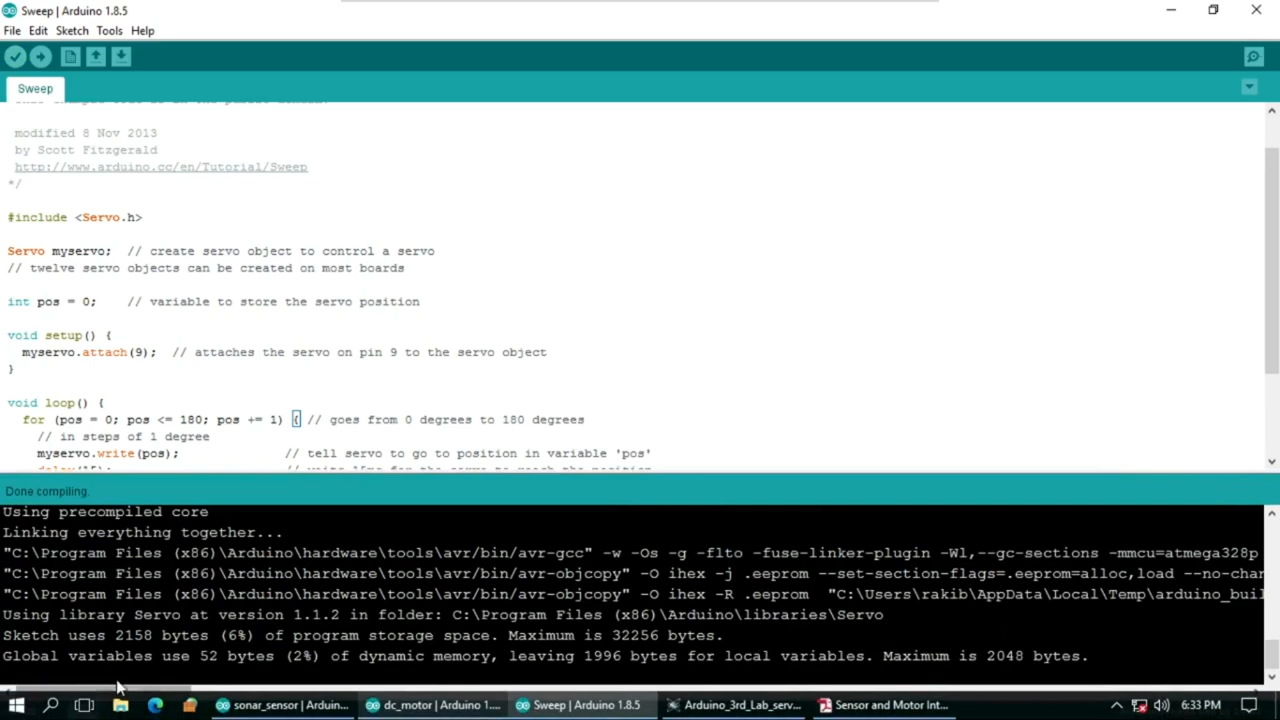 Sweep | Arduino 1.8.5
File Edit Sketch Tools Help
Sweep
modified 8 Nov 2013
by Scott Fitzgerald
http://www.arduino.cc/en/Tutorial/Sweep
*/
#include <Servo.h>
Servo myservo;  // create servo object to control a servo
// twelve servo objects can be created on most boards
int pos = 0;    // variable to store the servo position
void setup() {
myservo.attach(9);  // attaches the servo on pin 9 to the servo object
}
void loop() {
for (pos = 0; pos <= 180; pos += 1) { // goes from 0 degrees to 180 degrees
// in steps of 1 degree
myservo.write(pos);              // tell servo to go to position in variable 'pos'
Done compiling.
Using precompiled core
Linking everything together...
"C:\Program Files (x86)\Arduino\hardware\tools\avr/bin/avr-gcc" -w -Os -g -flto -fuse-linker-plugin -Wl,--gc-sections -mmcu=atmega328p
"C:\Program Files (x86)\Arduino\hardware\tools\avr/bin/avr-objcopy" -O ihex -j .eeprom --set-section-flags=.eeprom=alloc,load --no-chan
"C:\Program Files (x86)\Arduino\hardware\tools\avr/bin/avr-objcopy" -O ihex -R .eeprom  "C:\Users\rakib\AppData\Local\Temp\arduino_buil
Using library Servo at version 1.1.2 in folder: C:\Program Files (x86)\Arduino\libraries\Servo
Sketch uses 2158 bytes (6%) of program storage space. Maximum is 32256 bytes.
Global variables use 52 bytes (2%) of dynamic memory, leaving 1996 bytes for local variables. Maximum is 2048 bytes.
sonar_sensor | Arduin... dc_motor | Arduino 1.... Sweep | Arduino 1.8.5 Arduino_3rd_Lab_serv... Sensor and Motor Int... 6:33 PM